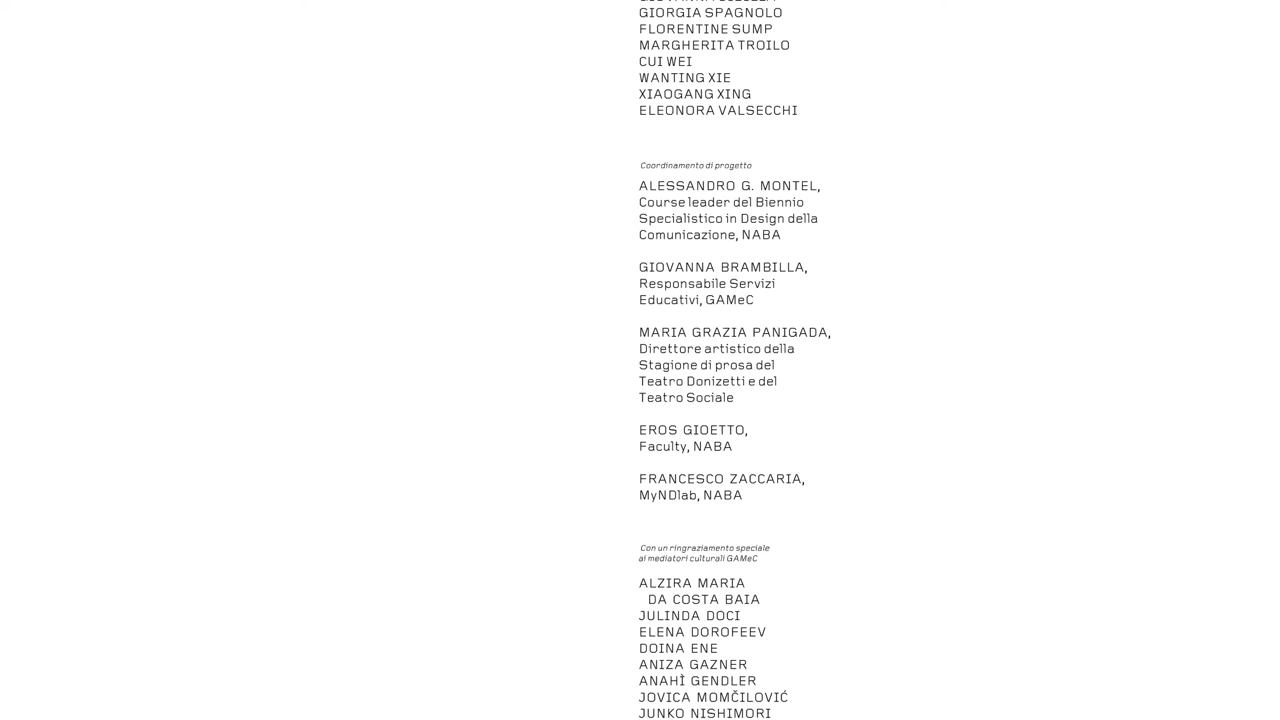 GIORGIA SPAGNOLO
FLORENTINE SUMP
MARGHERITA TROILO
CUI WEI
WANTING XIE
XIAOGANG XING
ELEONORA VALSECCHI
Coordinamento di progetto
ALESSANDRO G. MONTEL,
Course leader del Biennio
Specialistico in Design della
Comunicazione, NABA
GIOVANNA BRAMBILLA,
Responsabile Servizi
Educativi, GAMeC
MARIA GRAZIA PANIGADA,
Direttore artistico della
Stagione di prosa del
Teatro Donizetti e del
Teatro Sociale
EROS GIOETTO,
Faculty, NABA
FRANCESCO ZACCARIA,
MyNDlab, NABA
Con un ringraziamento speciale
ai mediatori culturali GAMeC
ALZIRA MARIA
DA COSTA BAIA
JULINDA DOCI
ELENA DOROFEEV
DOINA ENE
ANIZA GAZNER
ANAHÌ GENDLER
JOVICA MOMČILOVIĆ
JUNKO NISHIMORI